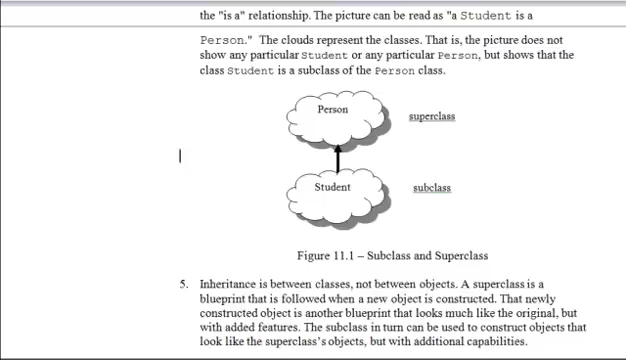 the "is a" relationship. The picture can be read as "a Student is a
Person." The clouds represent the classes. That is, the picture does not
show any particular Student or any particular Person, but shows that the
class Student is a subclass of the Person class.
Person
superclass
Student
subclass
Figure 11.1 – Subclass and Superclass
5. Inheritance is between classes, not between objects. A superclass is a
blueprint that is followed when a new object is constructed. That newly
constructed object is another blueprint that looks much like the original, but
with added features. The subclass in turn can be used to construct objects that
look like the superclass's objects, but with additional capabilities.